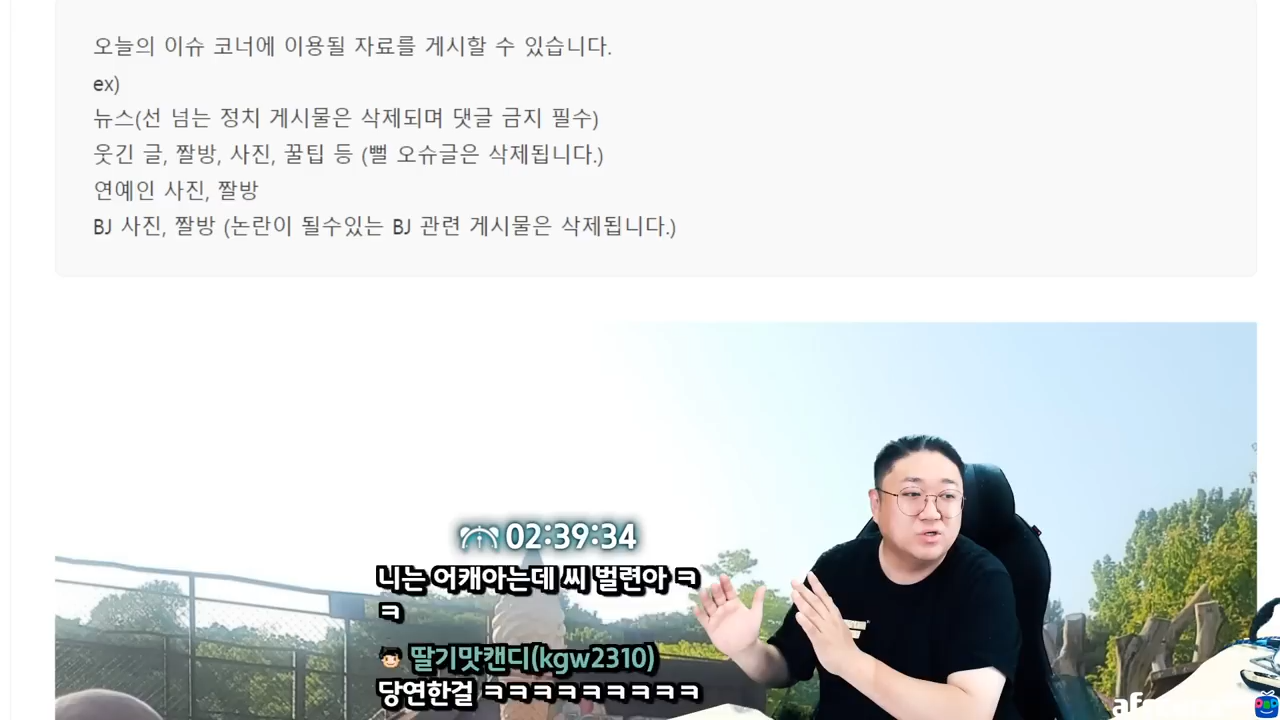 오늘의 이슈 코너에 이용될 자료를 게시할 수 있습니다.
ex)
뉴스(선 넘는 정치 게시물은 삭제되며 댓글 금지 필수)
웃긴 글, 짤방, 사진, 꿀팁 등 (뻘 오슈글은 삭제됩니다.)
연예인 사진, 짤방
BJ 사진, 짤방 (논란이 될수있는 BJ 관련 게시물은 삭제됩니다.)
02:39:34
니는 어캐아는데 씨 벌련아 ㅋ
ㅋ
딸기맛캔디(kgw2310)
당연한걸 ㅋㅋㅋㅋㅋㅋㅋㅋㅋ